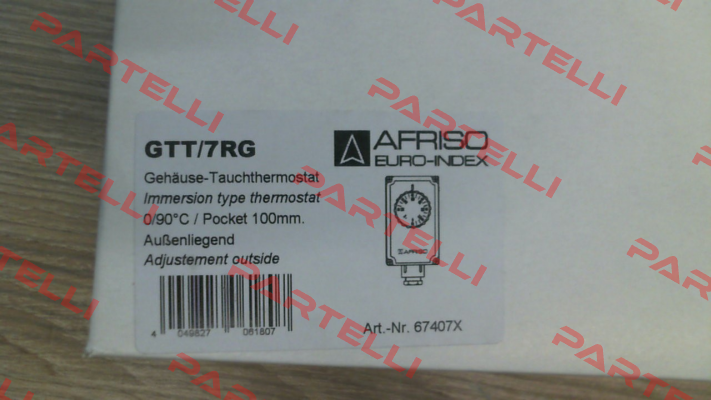 GTT/7RG
Gehäuse-Tauchthermostat
Immersion type thermostat
0/90°C / Pocket 100mm.
Außenliegend
Adjustement outside
4 049627 061807
AFRISO
EURO-INDEX
AFRISO
Art.-Nr. 67407X
PARTELLI
PARTELLI
PARTELLI
PARTELLI
PARTELLI
PARTELLI
PARTELLI
PARTELLI